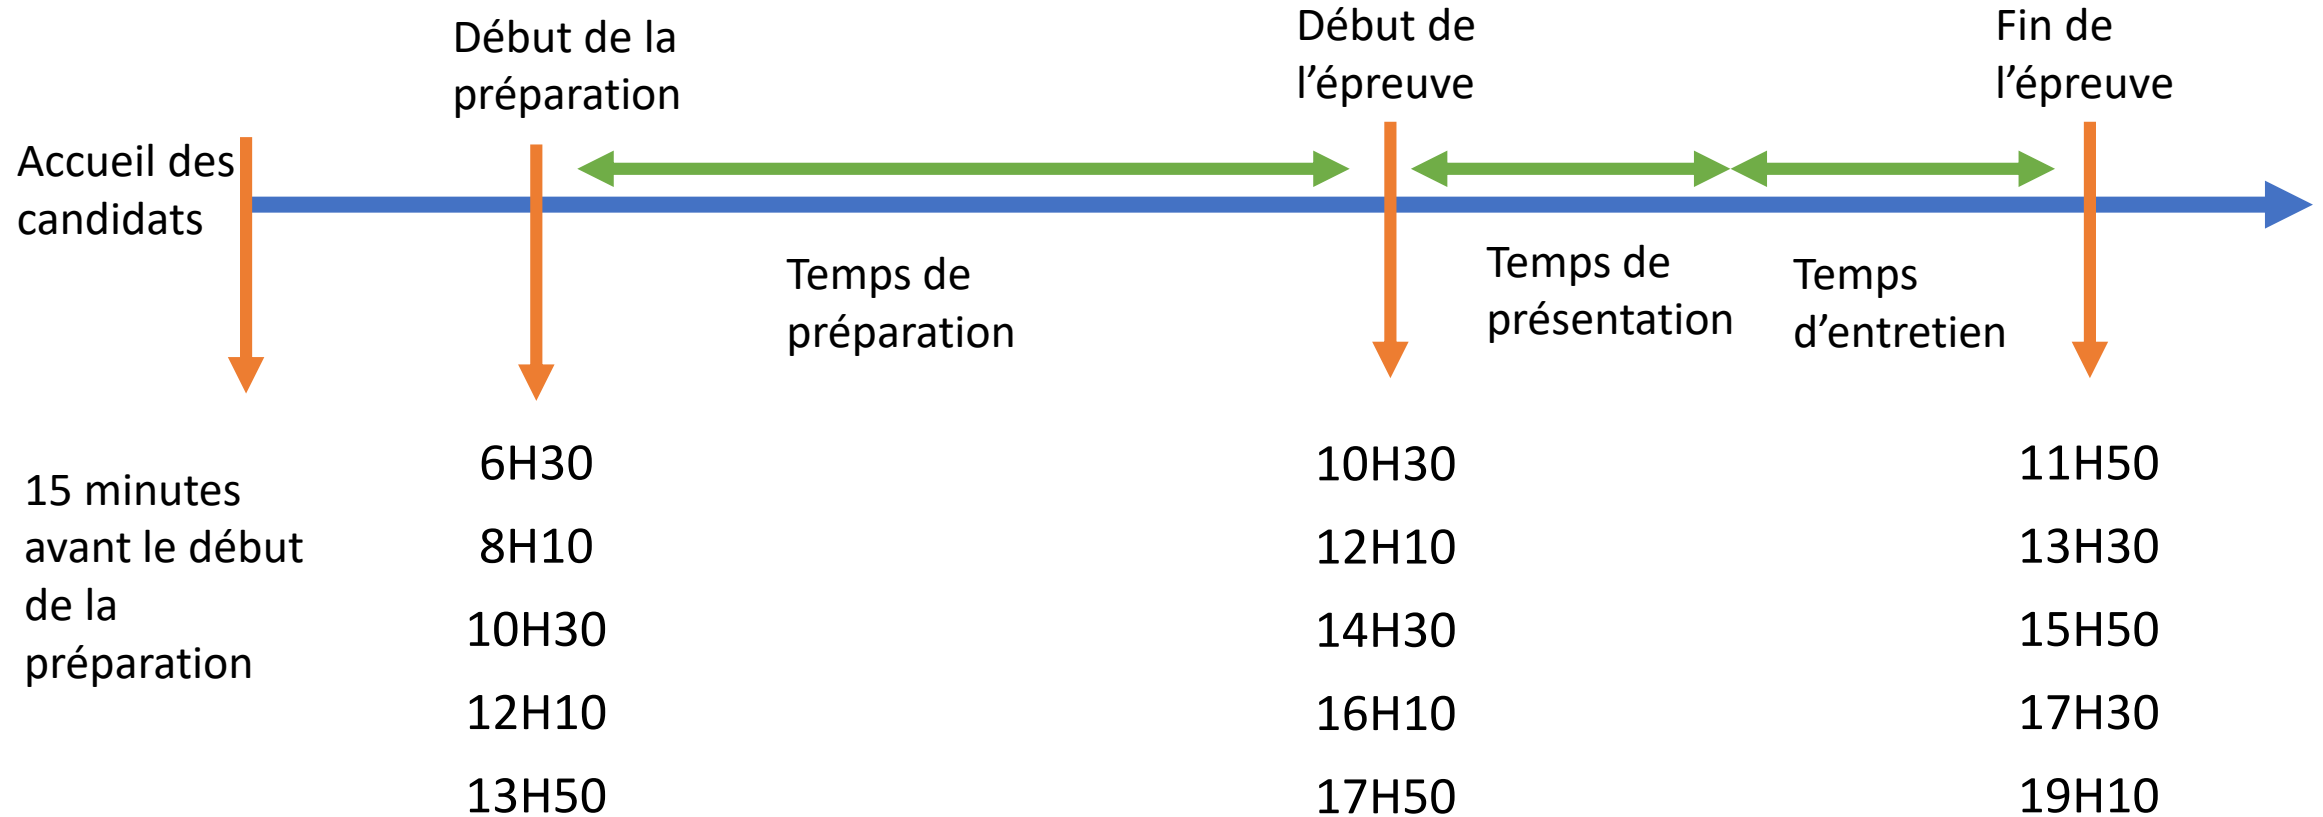 Début de la
préparation
Début de
l’épreuve
Fin de
l’épreuve
Accueil des
candidats
Temps de
préparation
Temps de
présentation
Temps
d’entretien
15 minutes
avant le début
de la
préparation
6H30
10H30
11H50
8H10
12H10
13H30
10H30
14H30
15H50
12H10
16H10
17H30
13H50
17H50
19H10